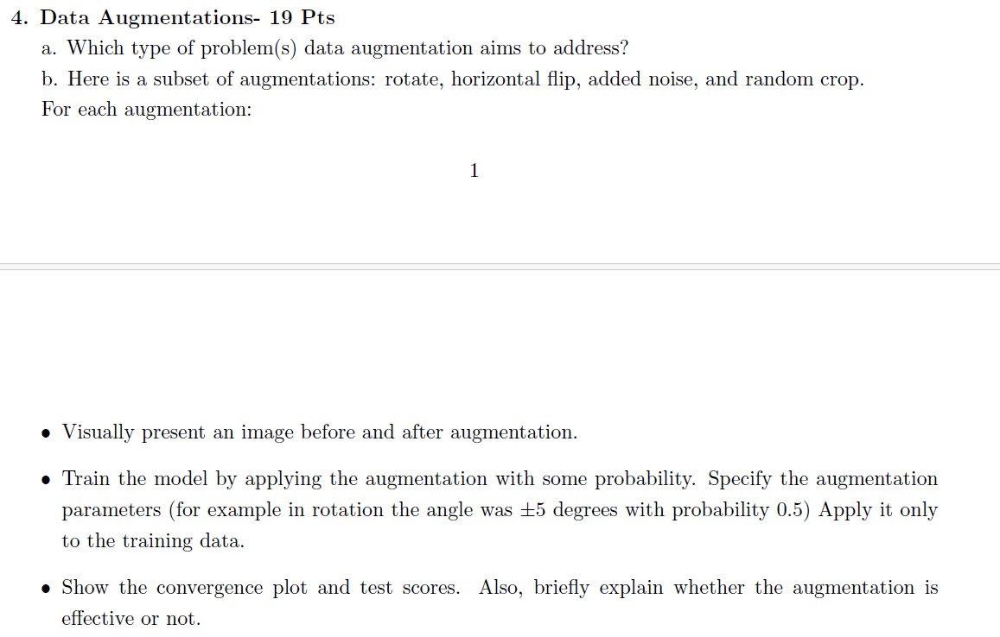 4. Data Augmentations- 19 Pts
a. Which type of problem(s) data augmentation aims to address?
b. Here is a subset of augmentations: rotate, horizontal flip, added noise, and random crop.
For each augmentation:
1
• Visually present an image before and after augmentation.
• Train the model by applying the augmentation with some probability. Specify the augmentation
parameters (for example in rotation the angle was ±5 degrees with probability 0.5) Apply it only
to the training data.
• Show the convergence plot and test scores. Also, briefly explain whether the augmentation is
effective or not.